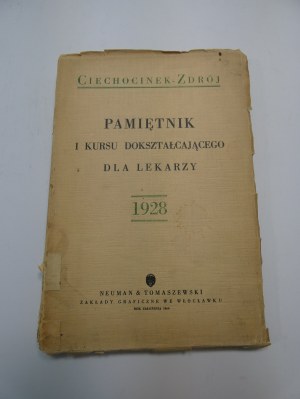 CIECHOCINEK-ZDRÓJ
PAMIĘTNIK
I KURSU DOKSZTAŁCAJĄCEGO
DLA LEKARZY
1928
NEUMAN & TOMASZEWSKI
ZAKŁADY GRAFICZNE WE WŁOCŁAWKU